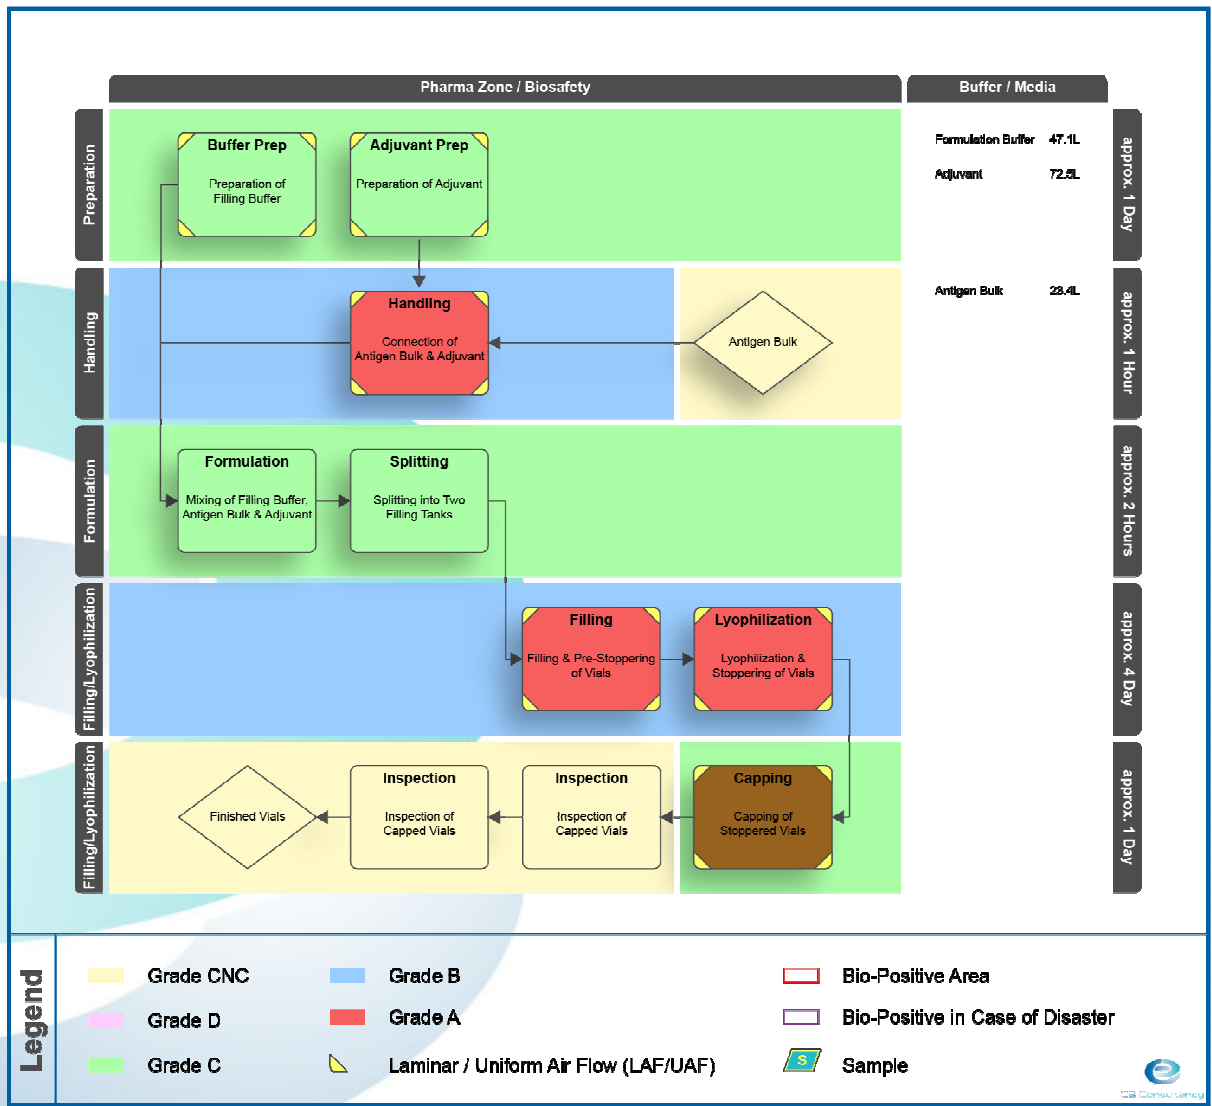 Pharma Zone / Biosafety
Buffer / Media
Preparation
Buffer Prep
Preparation of
Filling Buffer
Adjuvant Prep
Preparation of Adjuvant
Formulation Buffer 47.1L
Adjuvant 72.5L
approx. 1 Day
Handling
Handling
Connection of
Antigen Bulk & Adjuvant
Antigen Bulk
Antigen Bulk 23.4L
approx. 1 Hour
Formulation
Formulation
Mixing of Filling Buffer,
Antigen Bulk & Adjuvant
Splitting
Splitting into Two
Filling Tanks
approx. 2 Hours
Filling/Lyophilization
Filling
Filling & Pre-Stoppering
of Vials
Lyophilization
Lyophilization &
Stoppering of Vials
approx. 4 Day
Filling/Lyophilization
Finished Vials
Inspection
Inspection of
Capped Vials
Inspection
Inspection of
Capped Vials
Capping
Capping of
Stoppered Vials
approx. 1 Day
Legend
Grade CNC
Grade B
Bio-Positive Area
Grade D
Grade A
Bio-Positive in Case of Disaster
Grade C
Laminar / Uniform Air Flow (LAF/UAF)
S
Sample
Consultancy